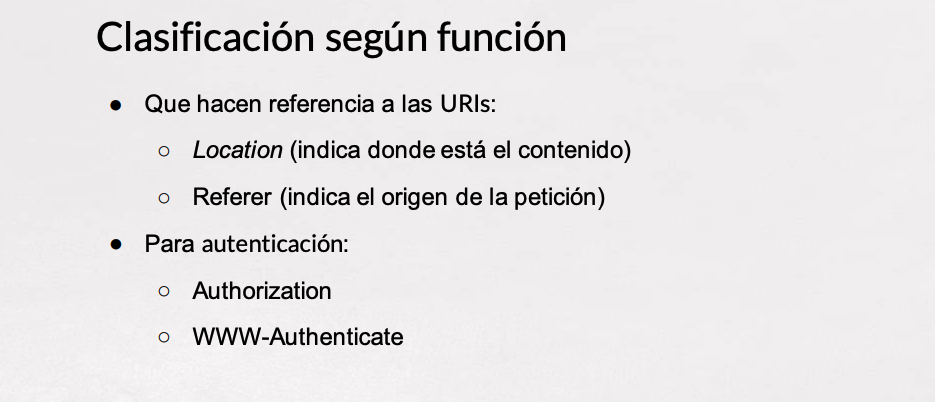 Clasificación según función
● Que hacen referencia a las URIs:
○ Location (indica donde está el contenido)
○ Referer (indica el origen de la petición)
● Para autenticación:
○ Authorization
○ WWW-Authenticate